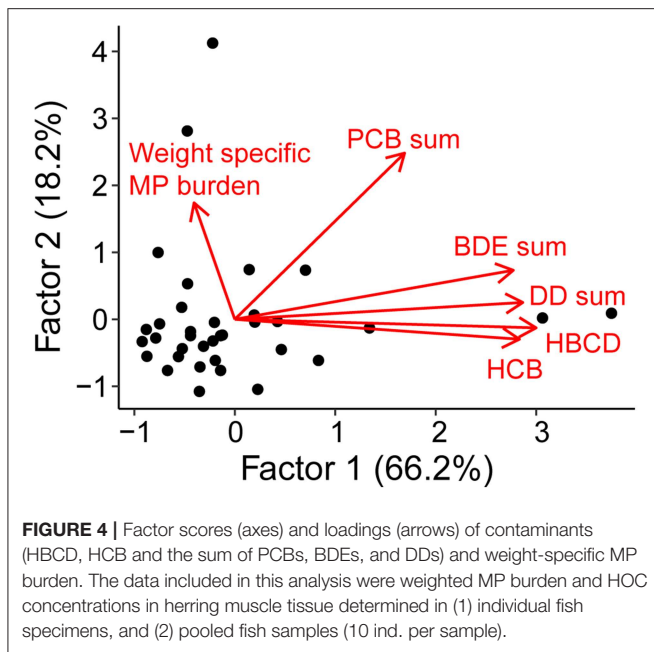 4
3
2
1
0
−1
Factor 2 (18.2%)
Weight specific
MP burden
PCB sum
BDE sum
DD sum
HBCD
HCB
−1 0 1 2 3
Factor 1 (66.2%)
FIGURE 4 | Factor scores (axes) and loadings (arrows) of contaminants
(HBCD, HCB and the sum of PCBs, BDEs, and DDs) and weight-specific MP
burden. The data included in this analysis were weighted MP burden and HOC
concentrations in herring muscle tissue determined in (1) individual fish
specimens, and (2) pooled fish samples (10 ind. per sample).